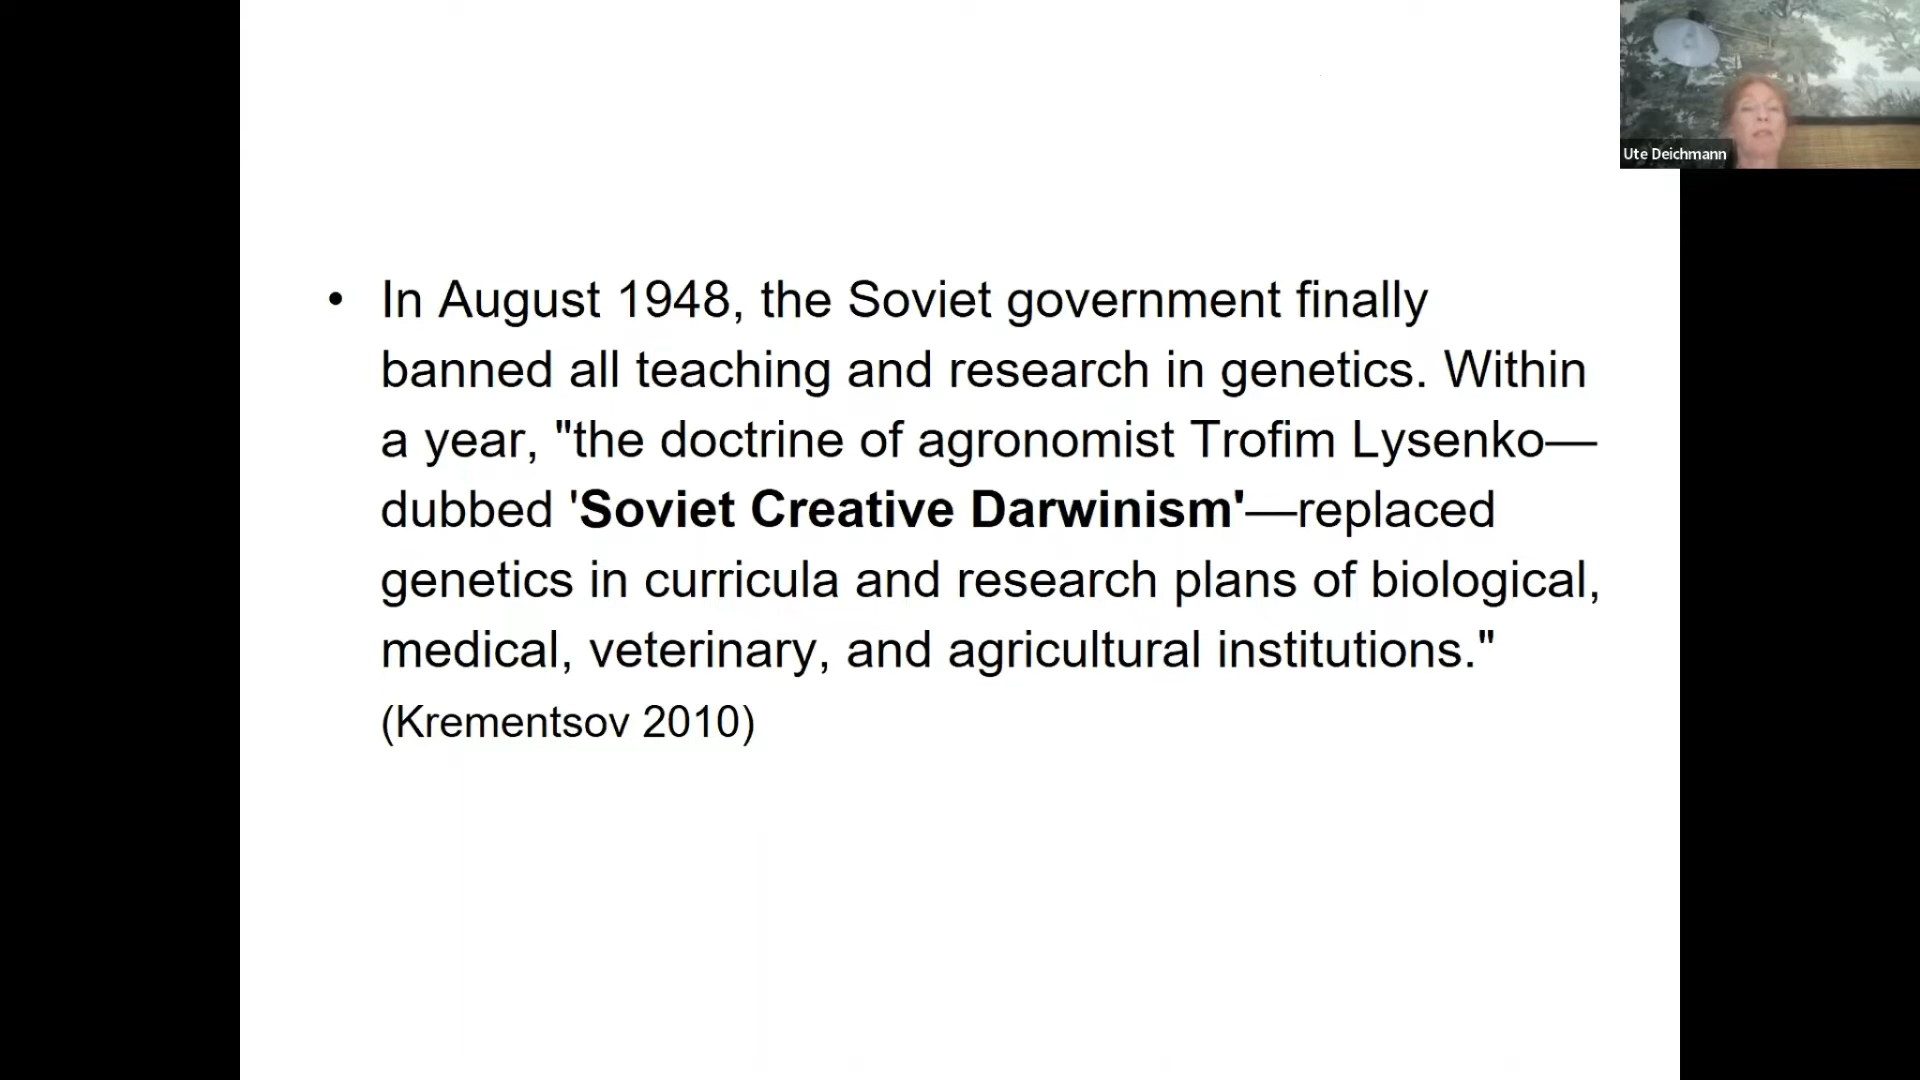 Ute Deichmann
• In August 1948, the Soviet government finally
banned all teaching and research in genetics. Within
a year, "the doctrine of agronomist Trofim Lysenko—
dubbed 'Soviet Creative Darwinism'—replaced
genetics in curricula and research plans of biological,
medical, veterinary, and agricultural institutions."
(Krementsov 2010)